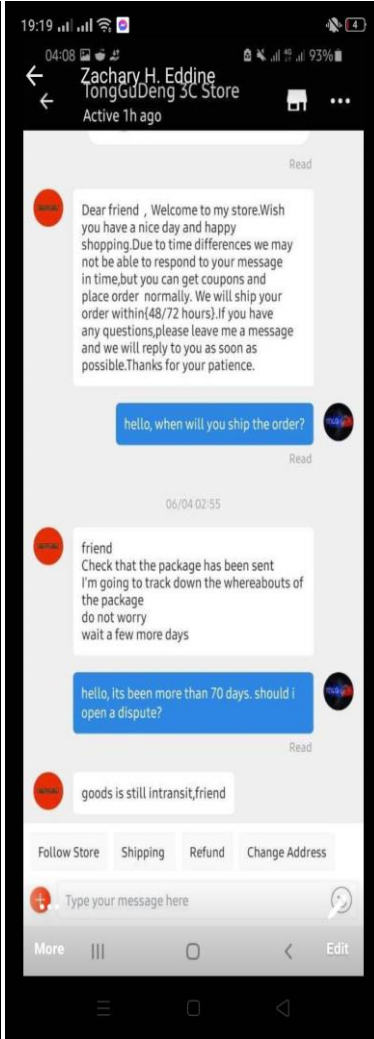 19:19
4
04:08
93%
Zachary H. Eddine
TongGuDeng 3C Store
Active 1h ago
Read
Dear friend , Welcome to my store.Wish
you have a nice day and happy
shopping.Due to time differences we may
not be able to respond to your message
in time,but you can get coupons and
place order normally. We will ship your
order within{48/72 hours}.If you have
any questions,please leave me a message
and we will reply to you as soon as
possible.Thanks for your patience.
hello, when will you ship the order?
Read
06/04 02:55
friend
Check that the package has been sent
I'm going to track down the whereabouts of
the package
do not worry
wait a few more days
hello, its been more than 70 days. should i
open a dispute?
Read
goods is still intransit,friend
Follow Store Shipping Refund Change Address
Type your message here
More Edit